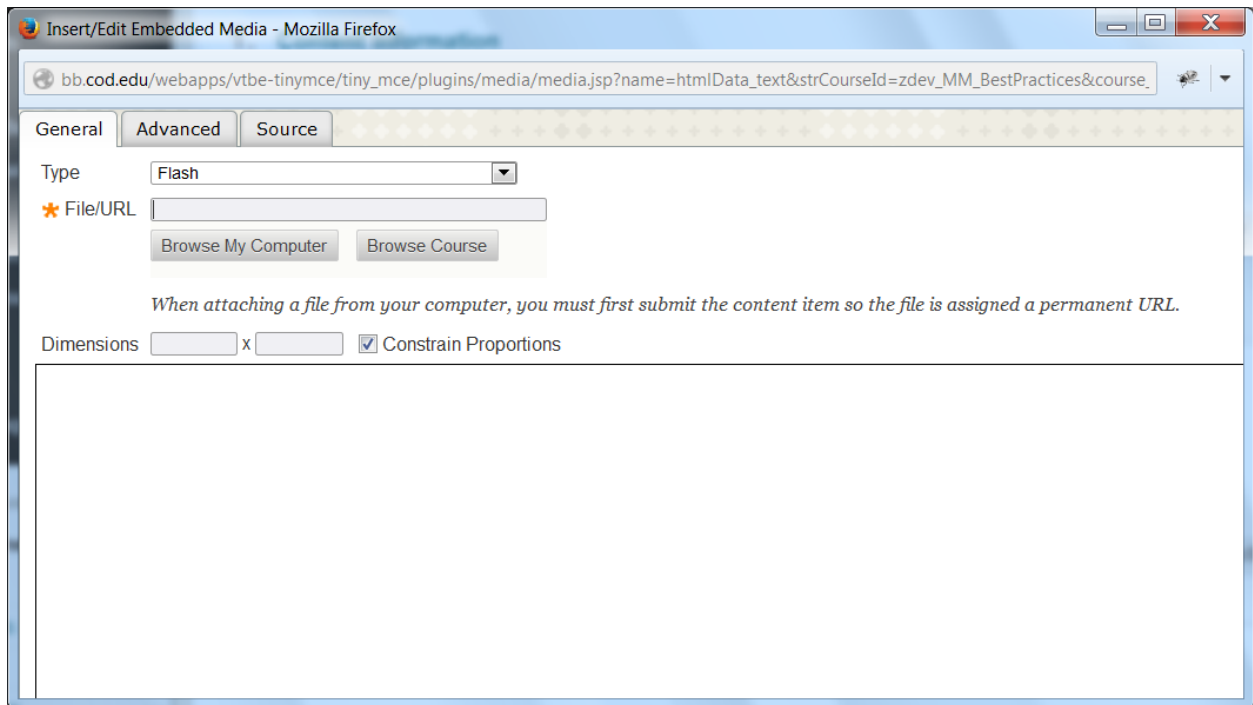 Insert/Edit Embedded Media - Mozilla Firefox
bb.cod.edu/webapps/vtbe-tinymce/tiny_mce/plugins/media/media.jsp?name=htmlData_text&strCourseId=zdev_MM_BestPractices&course_
General Advanced Source
Type Flash
* File/URL
Browse My Computer Browse Course
When attaching a file from your computer, you must first submit the content item so the file is assigned a permanent URL.
Dimensions x Constrain Proportions